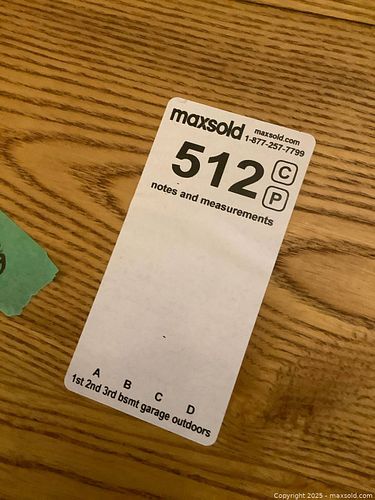 maxsold maxsold.com
1-877-257-7799
512 C
P
notes and measurements
A B C D
1st 2nd 3rd bsmt garage outdoors
Copyright 2025 - maxsold.com